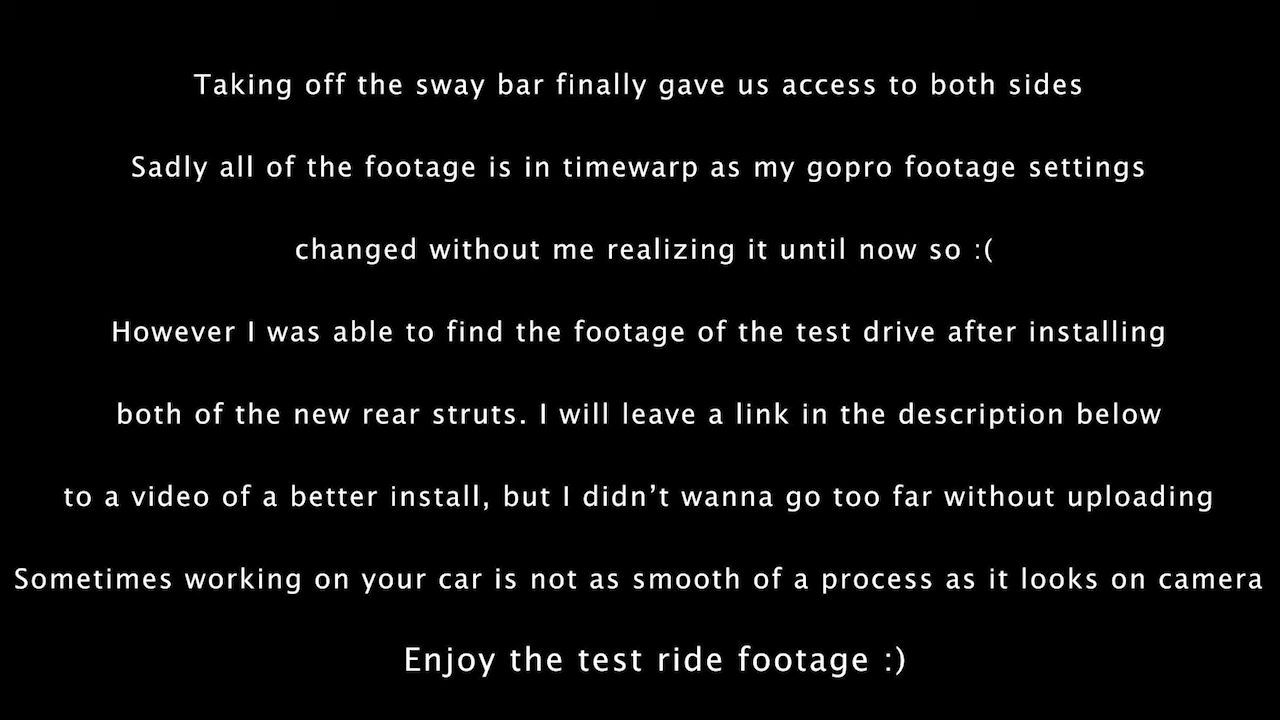 Taking off the sway bar finally gave us access to both sides
Sadly all of the footage is in timewarp as my gopro footage settings
changed without me realizing it until now so :(
However I was able to find the footage of the test drive after installing
both of the new rear struts. I will leave a link in the description below
to a video of a better install, but I didn’t wanna go too far without uploading
Sometimes working on your car is not as smooth of a process as it looks on camera
Enjoy the test ride footage :)